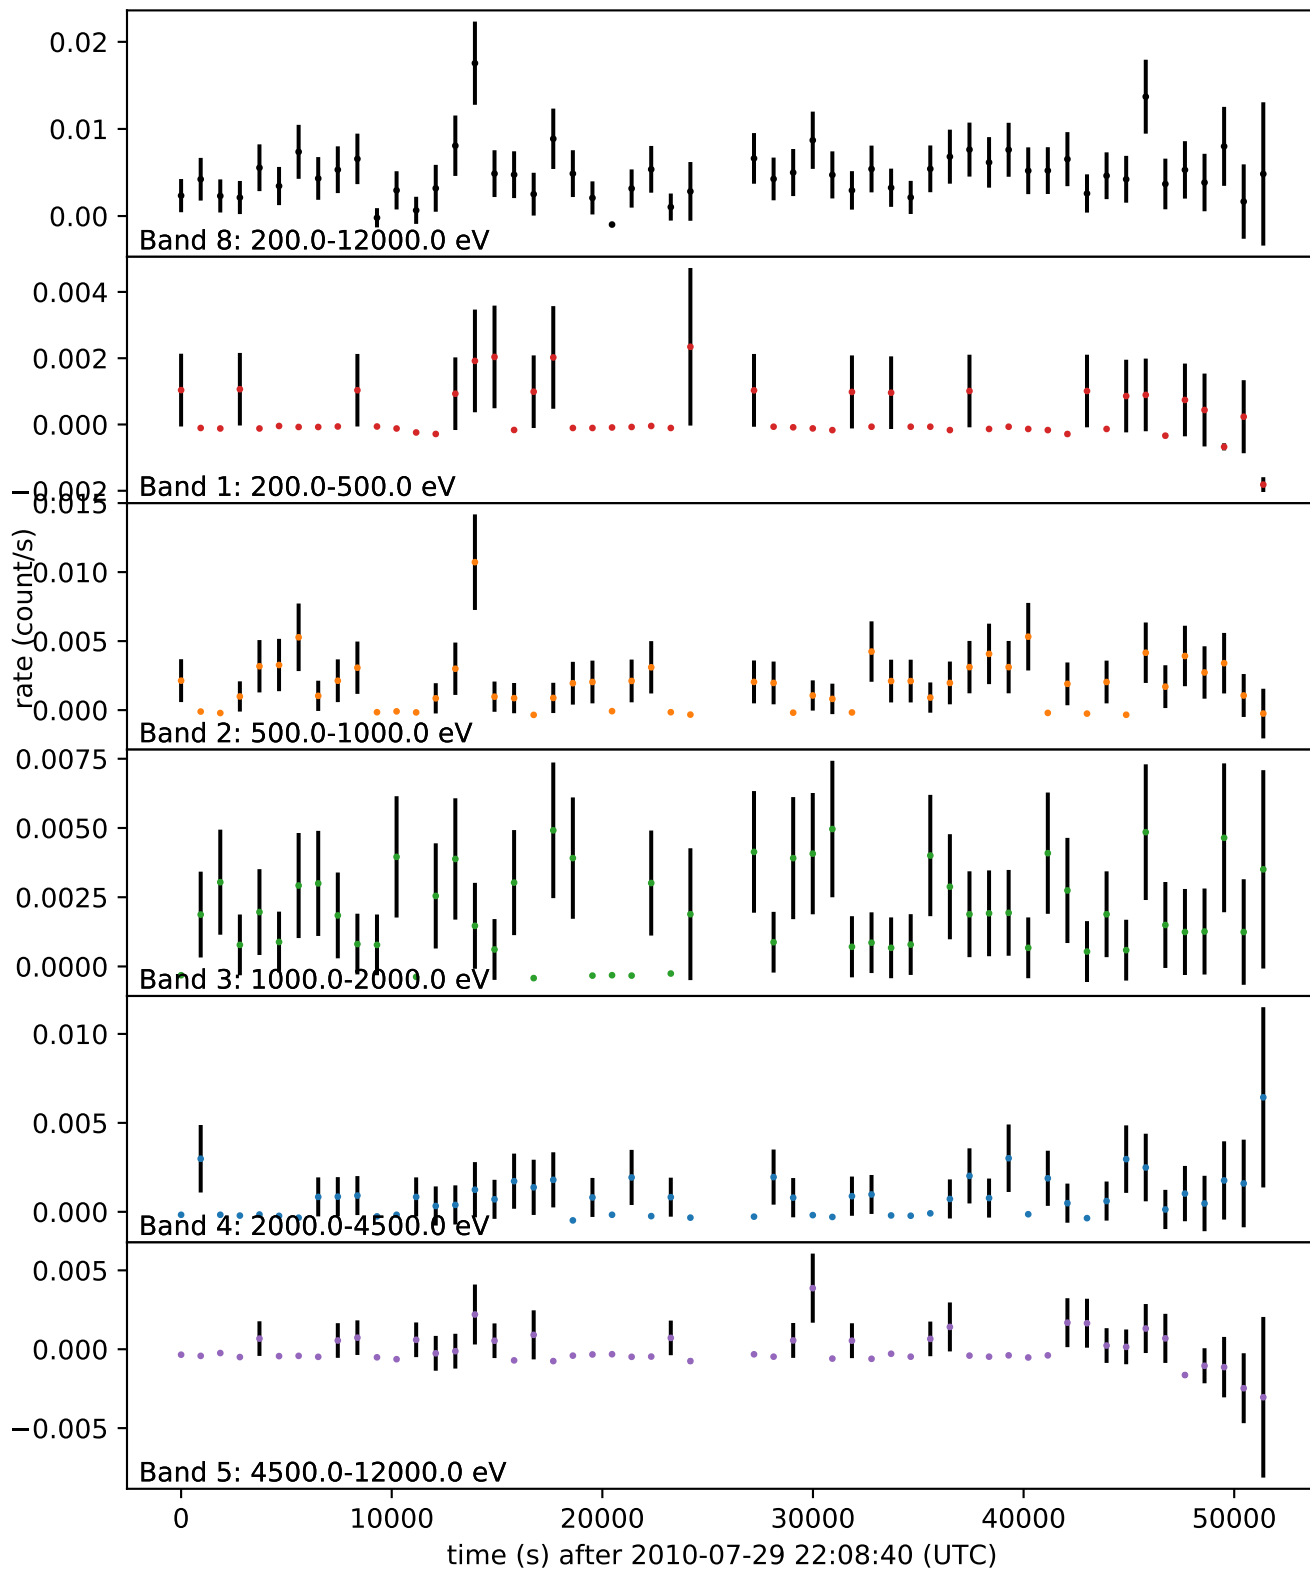 0.02
0.01
0.00
Band 8: 200.0-12000.0 eV
0.004
0.002
0.000
−0.002
Band 1: 200.0-500.0 eV
0.015
0.010
0.005
0.000
rate (count/s)
Band 2: 500.0-1000.0 eV
0.0075
0.0050
0.0025
0.0000
Band 3: 1000.0-2000.0 eV
0.010
0.005
0.000
Band 4: 2000.0-4500.0 eV
0.005
0.000
−0.005
Band 5: 4500.0-12000.0 eV
0 10000 20000 30000 40000 50000
time (s) after 2010-07-29 22:08:40 (UTC)